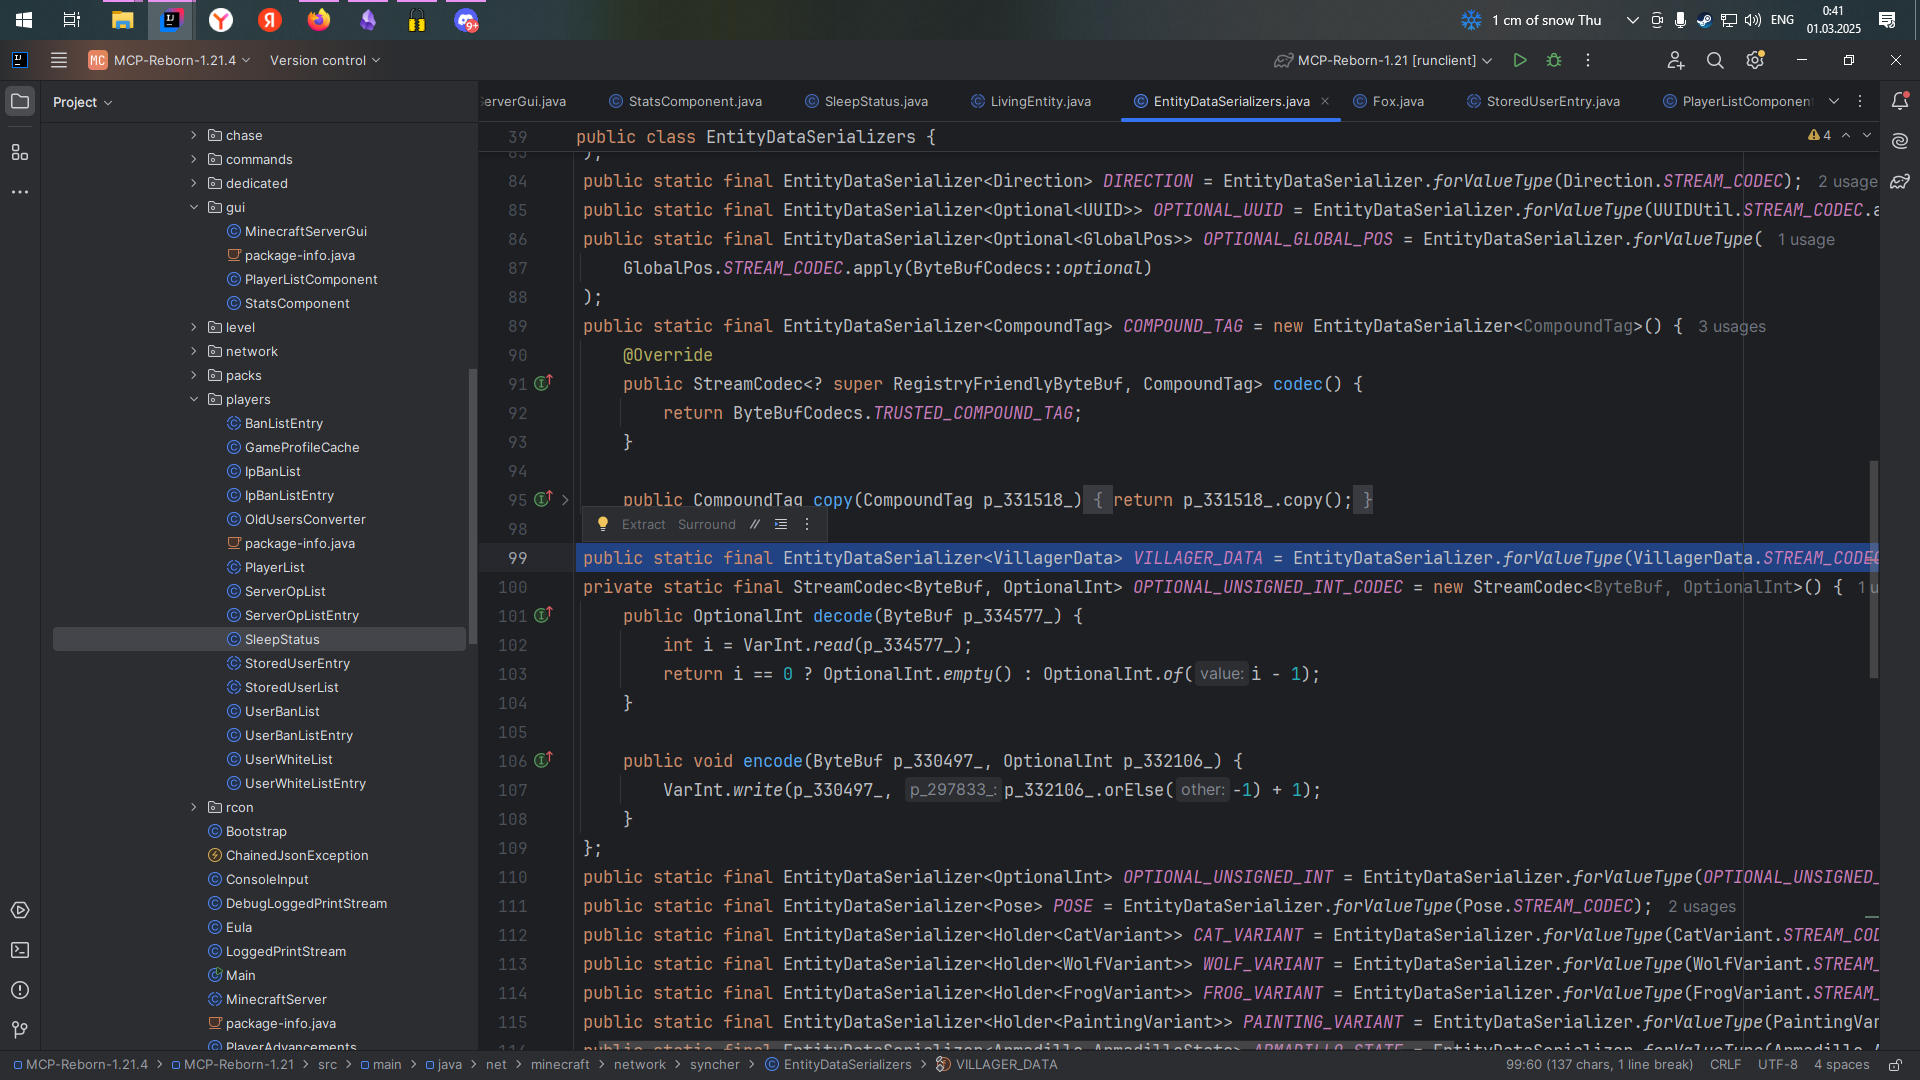 1 cm of snow Thu
ENG
0:41
01.03.2025
9+
MC
MCP-Reborn-1.21.4
Version control
MCP-Reborn-1.21 [runclient]
Project
ServerGui.java
StatsComponent.java
SleepStatus.java
LivingEntity.java
EntityDataSerializers.java
Fox.java
StoredUserEntry.java
PlayerListComponent
chase
commands
dedicated
gui
MinecraftServerGui
package-info.java
PlayerListComponent
StatsComponent
level
network
packs
players
BanListEntry
GameProfileCache
IpBanList
IpBanListEntry
OldUsersConverter
package-info.java
PlayerList
ServerOpList
ServerOpListEntry
SleepStatus
StoredUserEntry
StoredUserList
UserBanList
UserBanListEntry
UserWhiteList
UserWhiteListEntry
rcon
Bootstrap
ChainedJsonException
ConsoleInput
DebugLoggedPrintStream
Eula
LoggedPrintStream
Main
MinecraftServer
package-info.java
PlayerAdvancements
39 public class EntityDataSerializers {
4
83 );
84 public static final EntityDataSerializer<Direction> DIRECTION = EntityDataSerializer.forValueType(Direction.STREAM_CODEC); 2 usage
85 public static final EntityDataSerializer<Optional<UUID>> OPTIONAL_UUID = EntityDataSerializer.forValueType(UUIDUtil.STREAM_CODEC.a
86 public static final EntityDataSerializer<Optional<GlobalPos>> OPTIONAL_GLOBAL_POS = EntityDataSerializer.forValueType( 1 usage
87 GlobalPos.STREAM_CODEC.apply(ByteBufCodecs::optional)
88 );
89 public static final EntityDataSerializer<CompoundTag> COMPOUND_TAG = new EntityDataSerializer<CompoundTag>() { 3 usages
90 @Override
91 public StreamCodec<? super RegistryFriendlyByteBuf, CompoundTag> codec() {
92 return ByteBufCodecs.TRUSTED_COMPOUND_TAG;
93 }
94
95 public CompoundTag copy(CompoundTag p_331518_) { return p_331518_.copy(); }
98
Extract Surround //
99 public static final EntityDataSerializer<VillagerData> VILLAGER_DATA = EntityDataSerializer.forValueType(VillagerData.STREAM_CODEC
100 private static final StreamCodec<ByteBuf, OptionalInt> OPTIONAL_UNSIGNED_INT_CODEC = new StreamCodec<ByteBuf, OptionalInt>() { 1 u
101 public OptionalInt decode(ByteBuf p_334577_) {
102 int i = VarInt.read(p_334577_);
103 return i == 0 ? OptionalInt.empty() : OptionalInt.of( value: i - 1);
104 }
105
106 public void encode(ByteBuf p_330497_, OptionalInt p_332106_) {
107 VarInt.write(p_330497_, p_297833_: p_332106_.orElse( other: -1) + 1);
108 }
109 };
110 public static final EntityDataSerializer<OptionalInt> OPTIONAL_UNSIGNED_INT = EntityDataSerializer.forValueType(OPTIONAL_UNSIGNED_
111 public static final EntityDataSerializer<Pose> POSE = EntityDataSerializer.forValueType(Pose.STREAM_CODEC); 2 usages
112 public static final EntityDataSerializer<Holder<CatVariant>> CAT_VARIANT = EntityDataSerializer.forValueType(CatVariant.STREAM_COD
113 public static final EntityDataSerializer<Holder<WolfVariant>> WOLF_VARIANT = EntityDataSerializer.forValueType(WolfVariant.STREAM_
114 public static final EntityDataSerializer<Holder<FrogVariant>> FROG_VARIANT = EntityDataSerializer.forValueType(FrogVariant.STREAM_
115 public static final EntityDataSerializer<Holder<PaintingVariant>> PAINTING_VARIANT = EntityDataSerializer.forValueType(PaintingVar
MCP-Reborn-1.21.4 > MCP-Reborn-1.21 > src > main > java > net > minecraft > network > syncher > EntityDataSerializers > VILLAGER_DATA
99:60 (137 chars, 1 line break) CRLF UTF-8 4 spaces